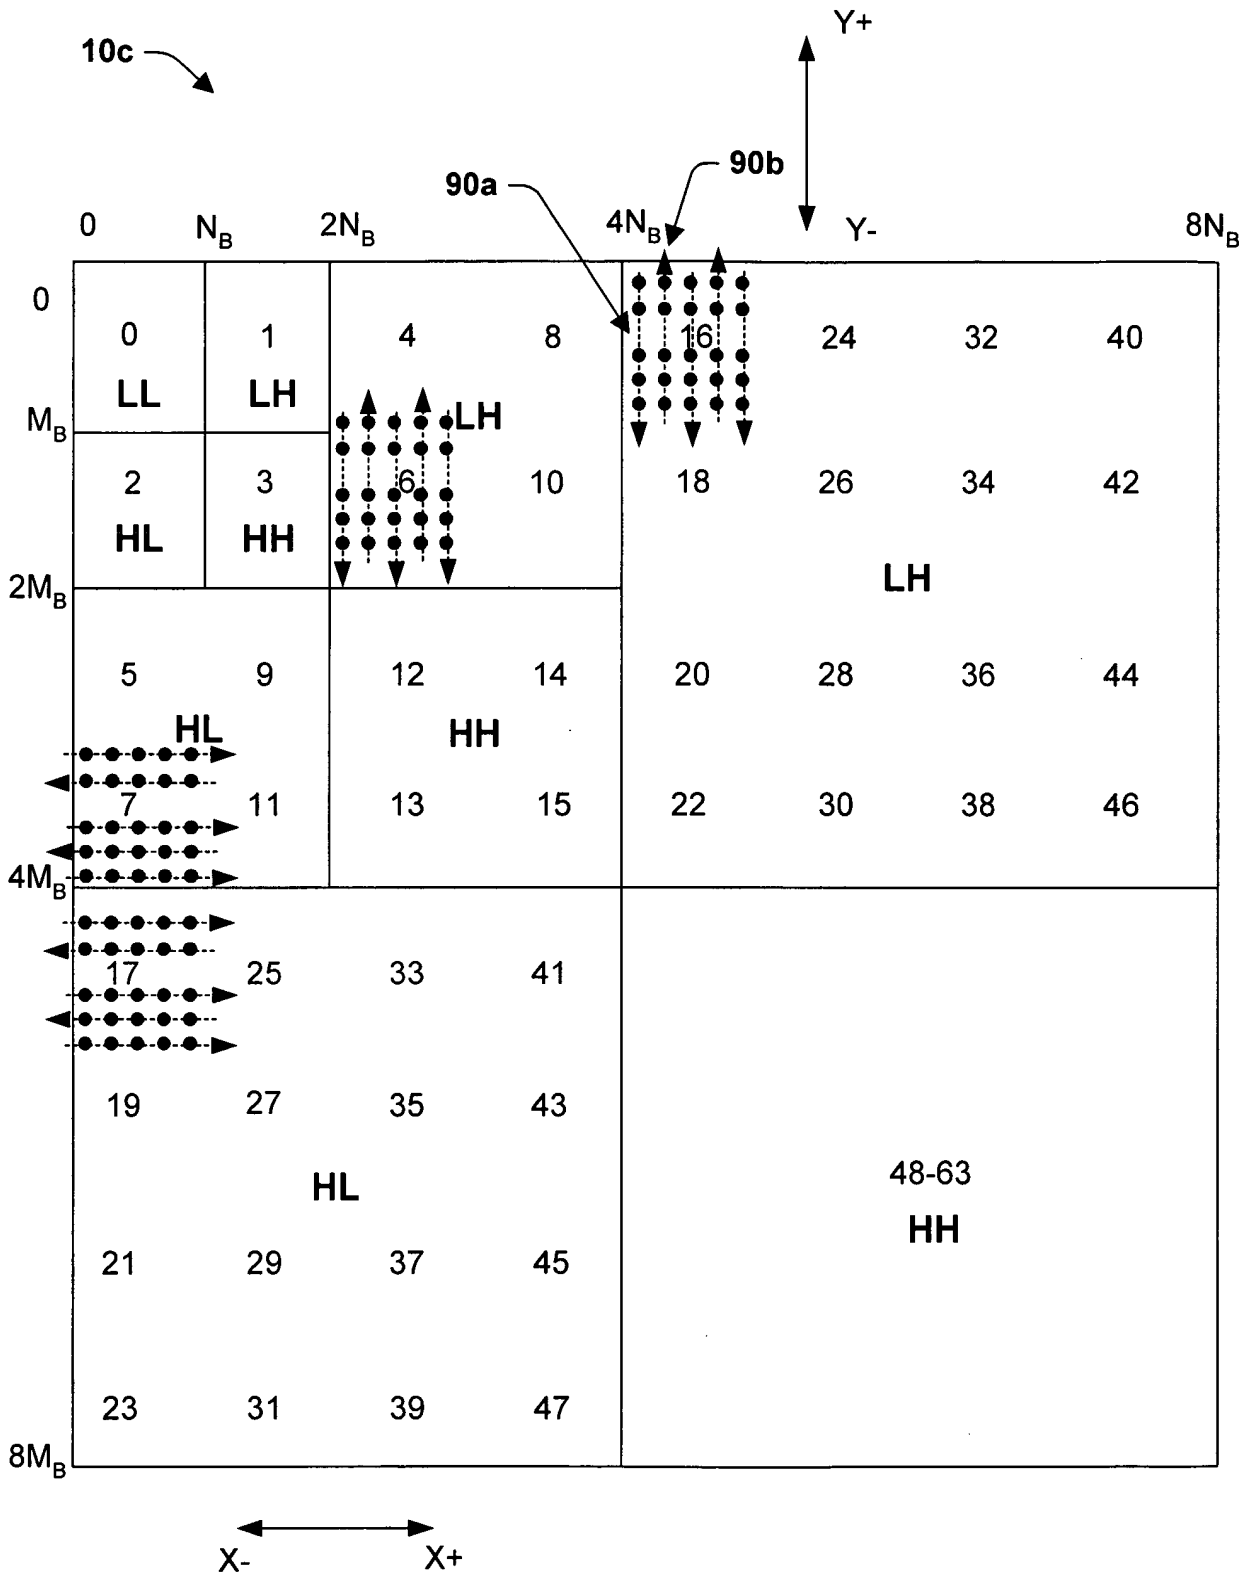 Y+
10c
90b
90a
0 N_B 2N_B 4N_B Y- 8N_B
0
0 1 4 8 16 24 32 40
LL LH LH
M_B
2 3 6 10 18 26 34 42
HL HH
LH
2M_B
5 9 12 14 20 28 36 44
HL HH
7 11 13 15 22 30 38 46
4M_B
17 25 33 41
19 27 35 43
48-63
HL
HH
21 29 37 45
23 31 39 47
8M_B
X- X+